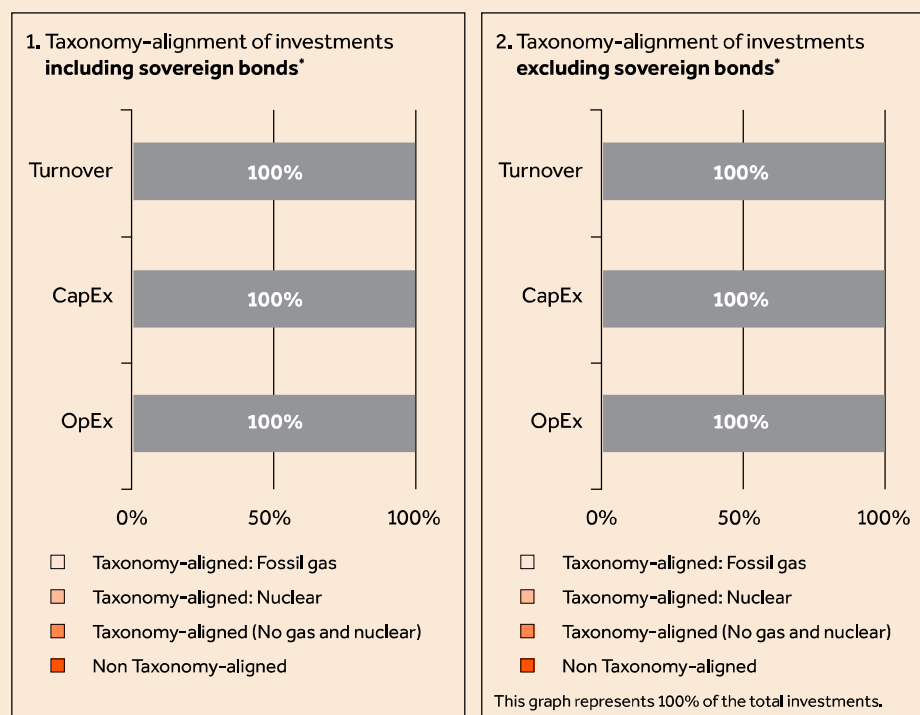 1. Taxonomy-alignment of investments
including sovereign bonds*
Turnover
100%
CapEx
100%
OpEx
100%
0% 50% 100%
Taxonomy-aligned: Fossil gas
Taxonomy-aligned: Nuclear
Taxonomy-aligned (No gas and nuclear)
Non Taxonomy-aligned
2. Taxonomy-alignment of investments
excluding sovereign bonds*
Turnover
100%
CapEx
100%
OpEx
100%
0% 50% 100%
Taxonomy-aligned: Fossil gas
Taxonomy-aligned: Nuclear
Taxonomy-aligned (No gas and nuclear)
Non Taxonomy-aligned
This graph represents 100% of the total investments.